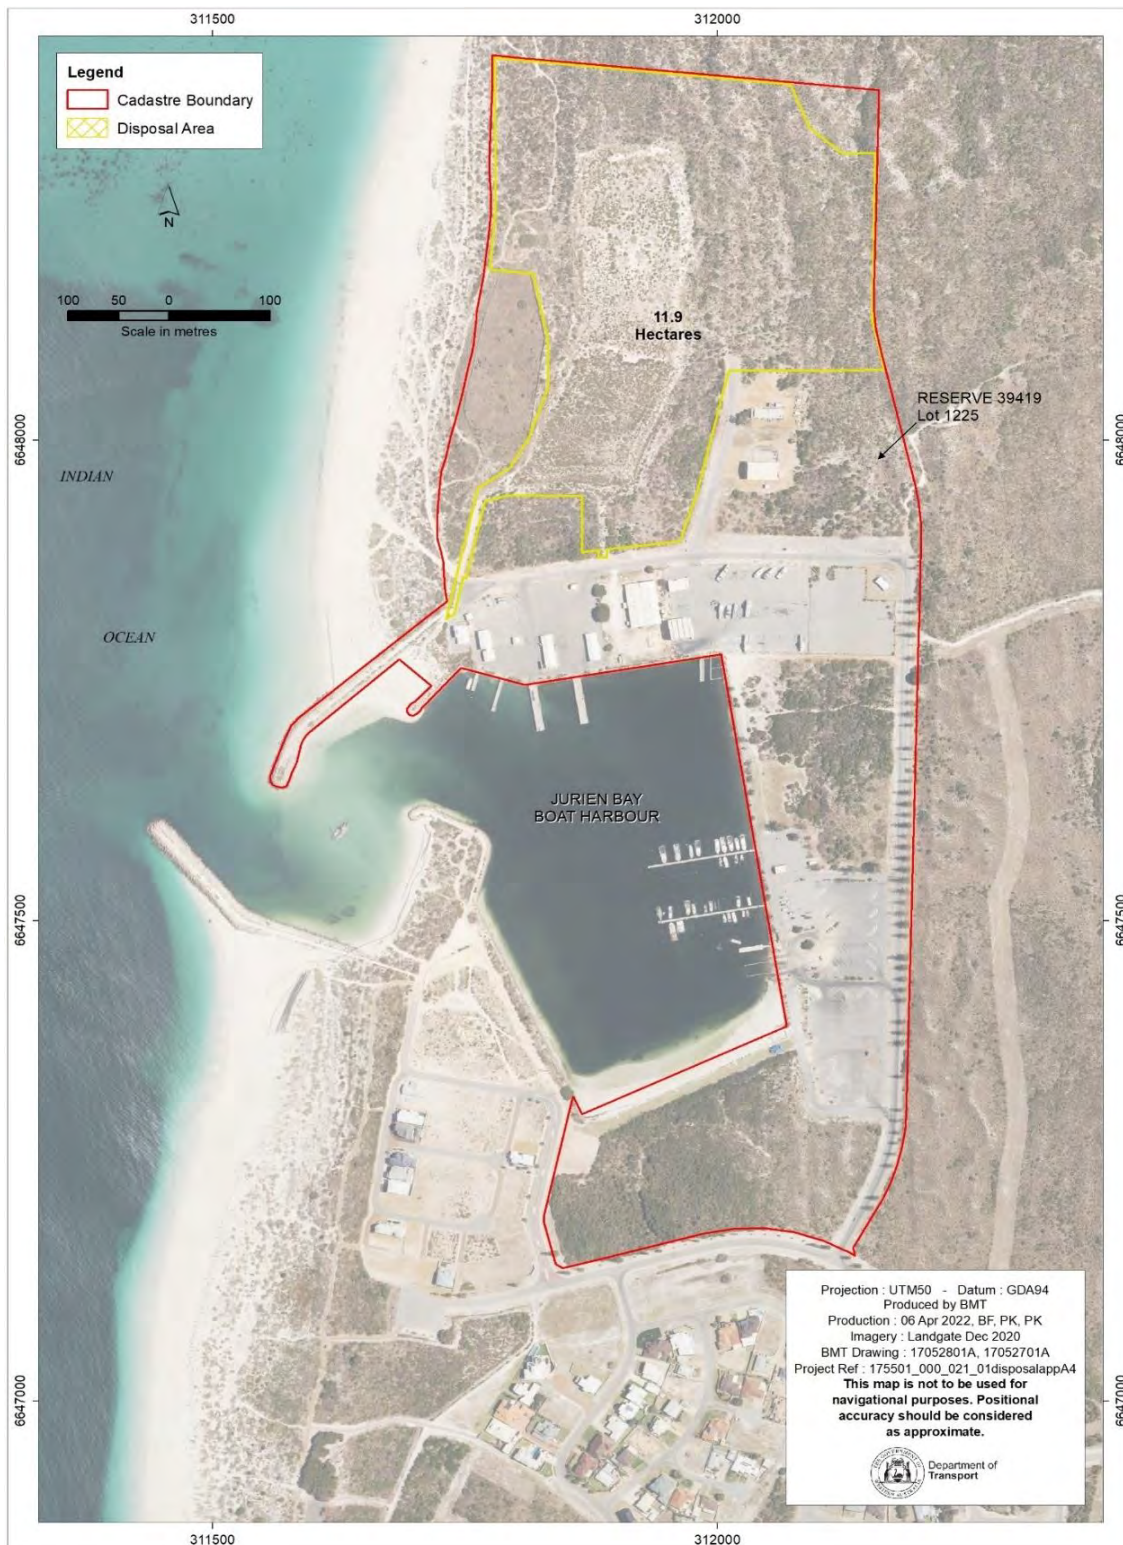 311500
312000
Legend
Cadastre Boundary
Disposal Area
N
100 50 0 100
Scale in metres
11.9
Hectares
RESERVE 39419
Lot 1225
6648000
6648000
INDIAN
OCEAN
JURIEN BAY
BOAT HARBOUR
6647500
6647500
Projection : UTM50 - Datum : GDA94
Produced by BMT
Production : 06 Apr 2022, BF, PK, PK
Imagery : Landgate Dec 2020
BMT Drawing : 17052801A, 17052701A
Project Ref : 175501_000_021_01disposalappA4
This map is not to be used for
navigational purposes. Positional
accuracy should be considered
as approximate.
Department of
Transport
6647000
6647000
311500
312000